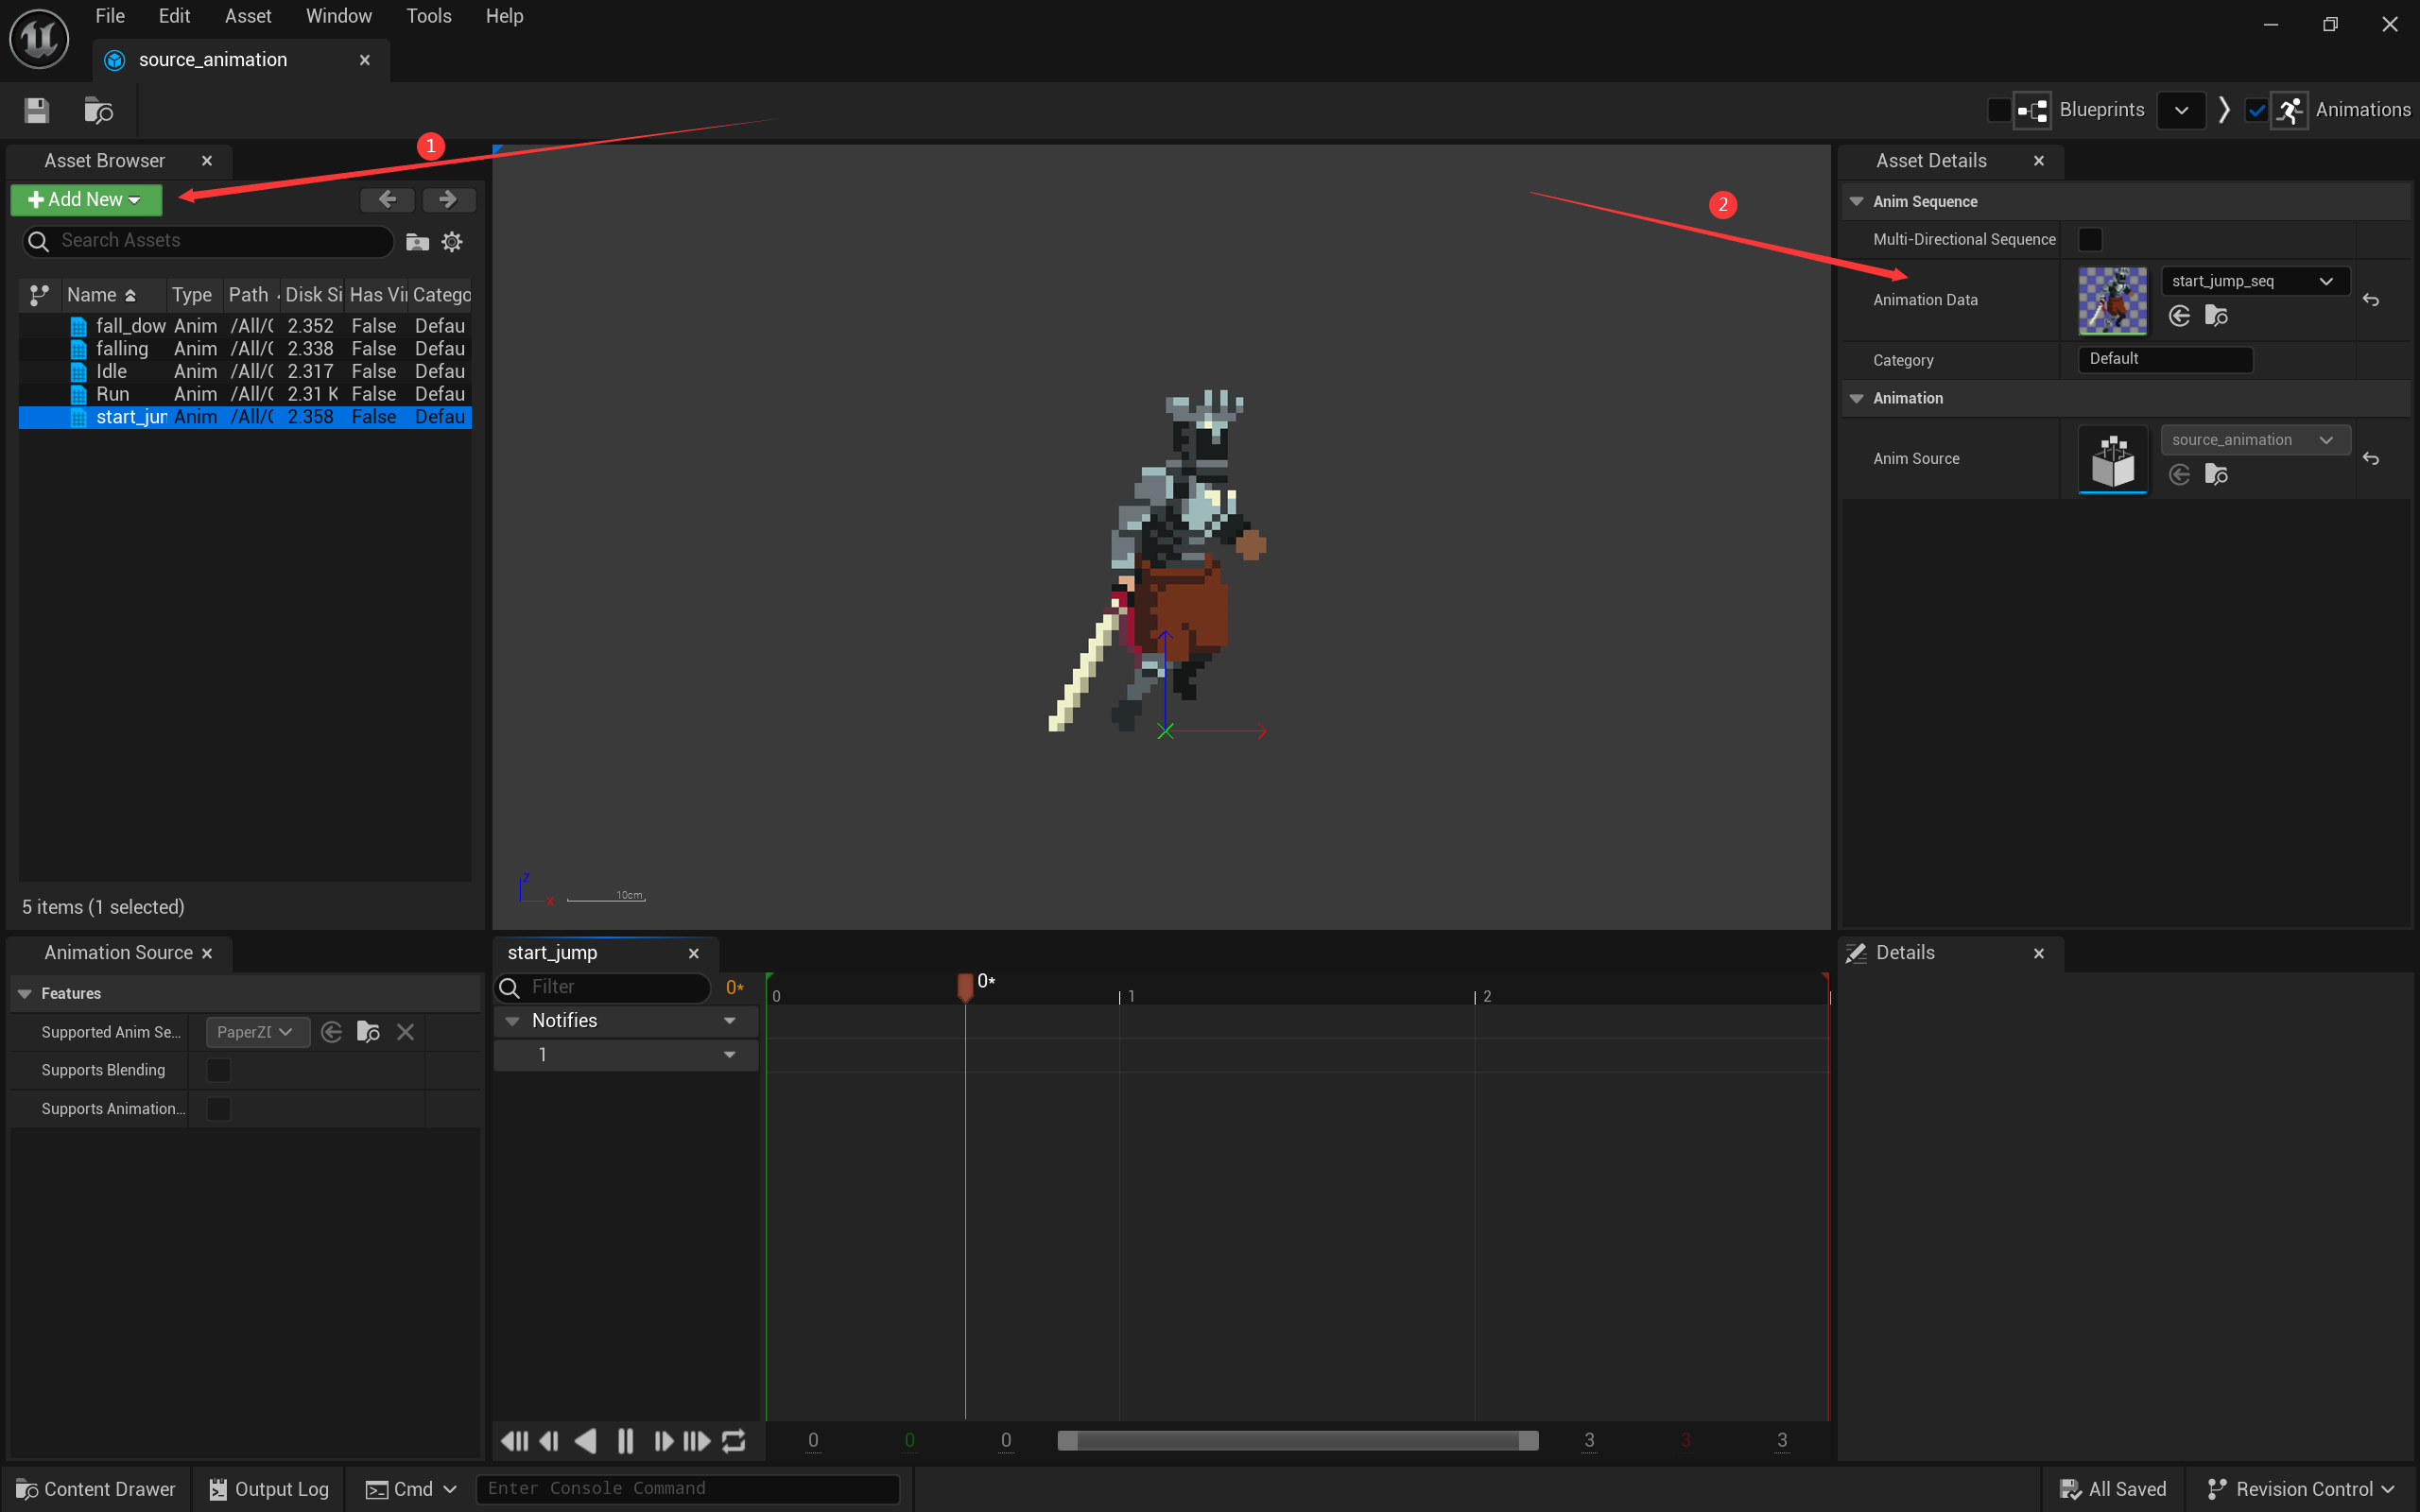 File Edit Asset Window Tools Help
source_animation
Blueprints Animations
Asset Browser
1
Add New
Search Assets
Name Type Path Disk Si Has Vi Catego
fall_dow Anim /All/ 2.352 False Defau
falling Anim /All/ 2.338 False Defau
Idle Anim /All/ 2.317 False Defau
Run Anim /All/ 2.31 K False Defau
start_jur Anim /All/ 2.358 False Defau
5 items (1 selected)
z
x
10cm
2
Asset Details
Anim Sequence
Multi-Directional Sequence
Animation Data start_jump_seq
Category Default
Animation
Anim Source source_animation
Animation Source
Features
Supported Anim Se... PaperZ
Supports Blending
Supports Animation...
start_jump
Filter 0*
0* 
0 1 2
Notifies
1
0 0 0 3 3 3
Details
Content Drawer Output Log Cmd Enter Console Command
All Saved Revision Control